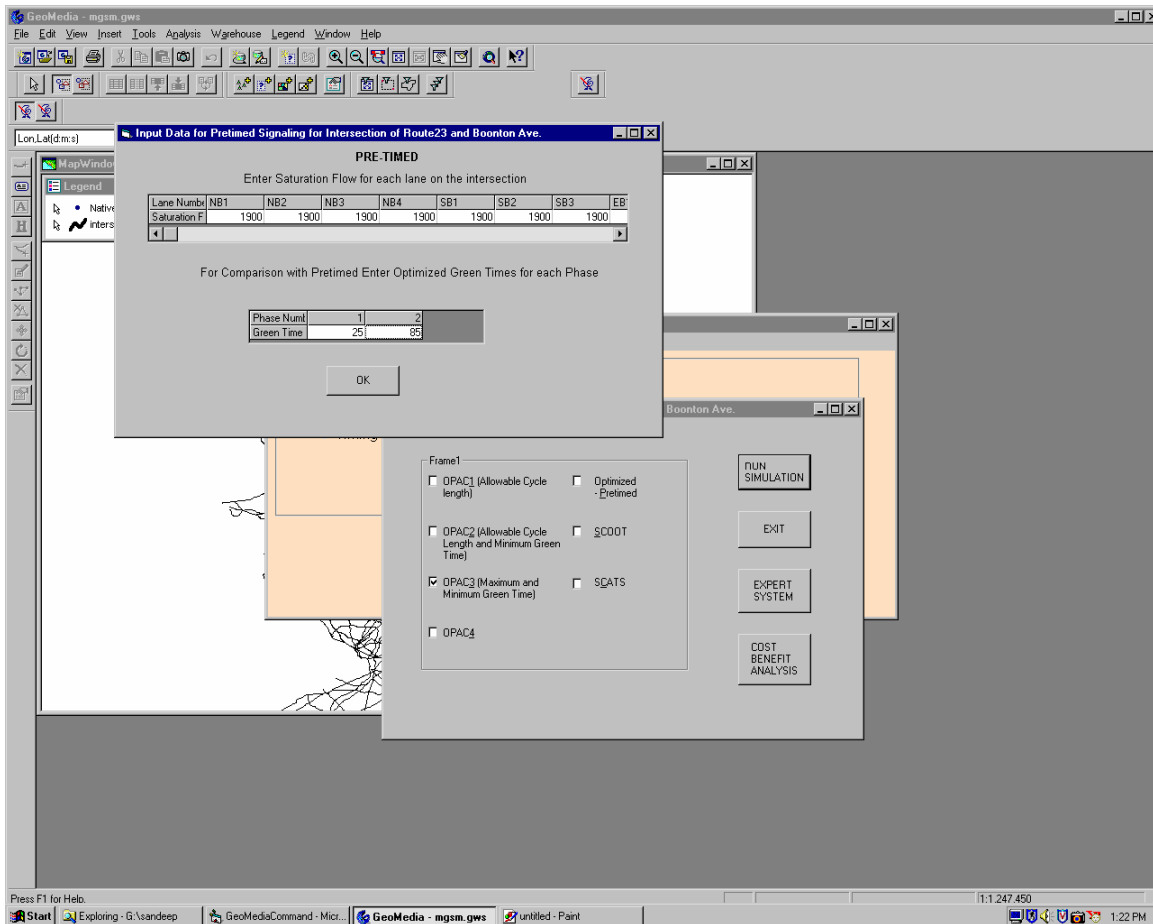 GeoMedia - mgsm.gws
File Edit View Insert Tools Analysis Warehouse Legend Window Help
Lon,Lat(d:m:s)
Input Data for Pretimed Signaling for Intersection of Route23 and Boonton Ave.
PRE-TIMED
Enter Saturation Flow for each lane on the intersection
Lane Numbe NB1 NB2 NB3 NB4 SB1 SB2 SB3 EB
Saturation F 1900 1900 1900 1900 1900 1900 1900
For Comparison with Pretimed Enter Optimized Green Times for each Phase
Phase Numb 1 2
Green Time 25 85
OK
MapWindo
Legend
Native
inters
Boonton Ave.
Frame1
OPAC1 (Allowable Cycle length)
Optimized - Pretimed
OPAC2 (Allowable Cycle Length and Minimum Green Time)
SCOOT
OPAC3 (Maximum and Minimum Green Time)
SCATS
OPAC4
RUN SIMULATION
EXIT
EXPERT SYSTEM
COST BENEFIT ANALYSIS
Press F1 for Help.
1:1.247.450
Start Exploring - G:\sandeep GeoMediaCommand - Micr... GeoMedia - mgsm.gws untitled - Paint 1:22 PM